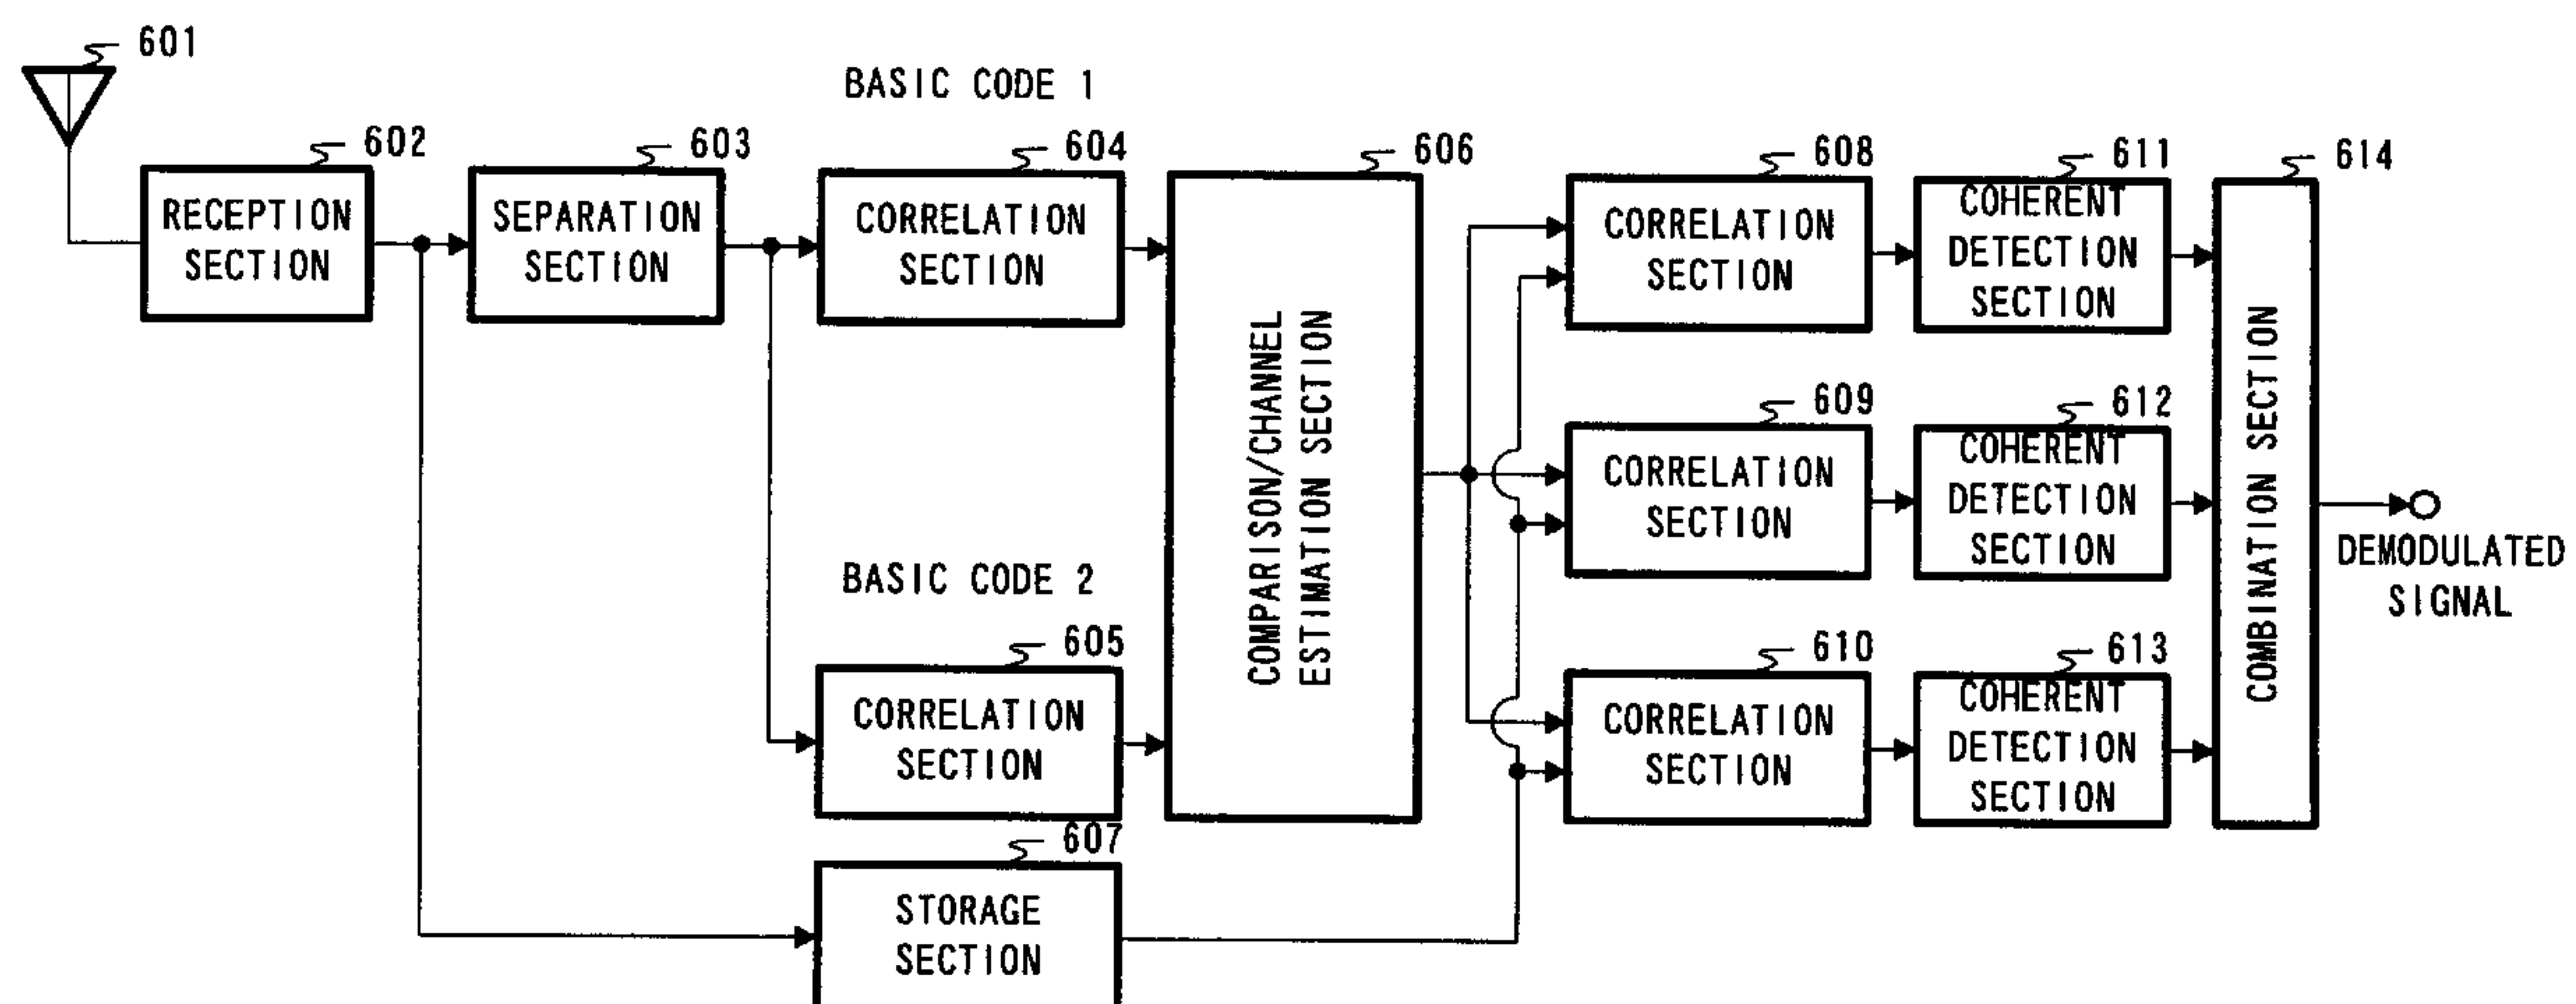 601
BASIC CODE 1
602
603
604
606
608
611
614
RECEPTION
SECTION
SEPARATION
SECTION
CORRELATION
SECTION
CORRELATION
SECTION
COHERENT
DETECTION
SECTION
COMPARISON/CHANNEL
ESTIMATION SECTION
COMBINATION SECTION
609
612
CORRELATION
SECTION
COHERENT
DETECTION
SECTION
DEMODULATED
SIGNAL
BASIC CODE 2
605
610
613
CORRELATION
SECTION
CORRELATION
SECTION
COHERENT
DETECTION
SECTION
607
STORAGE
SECTION